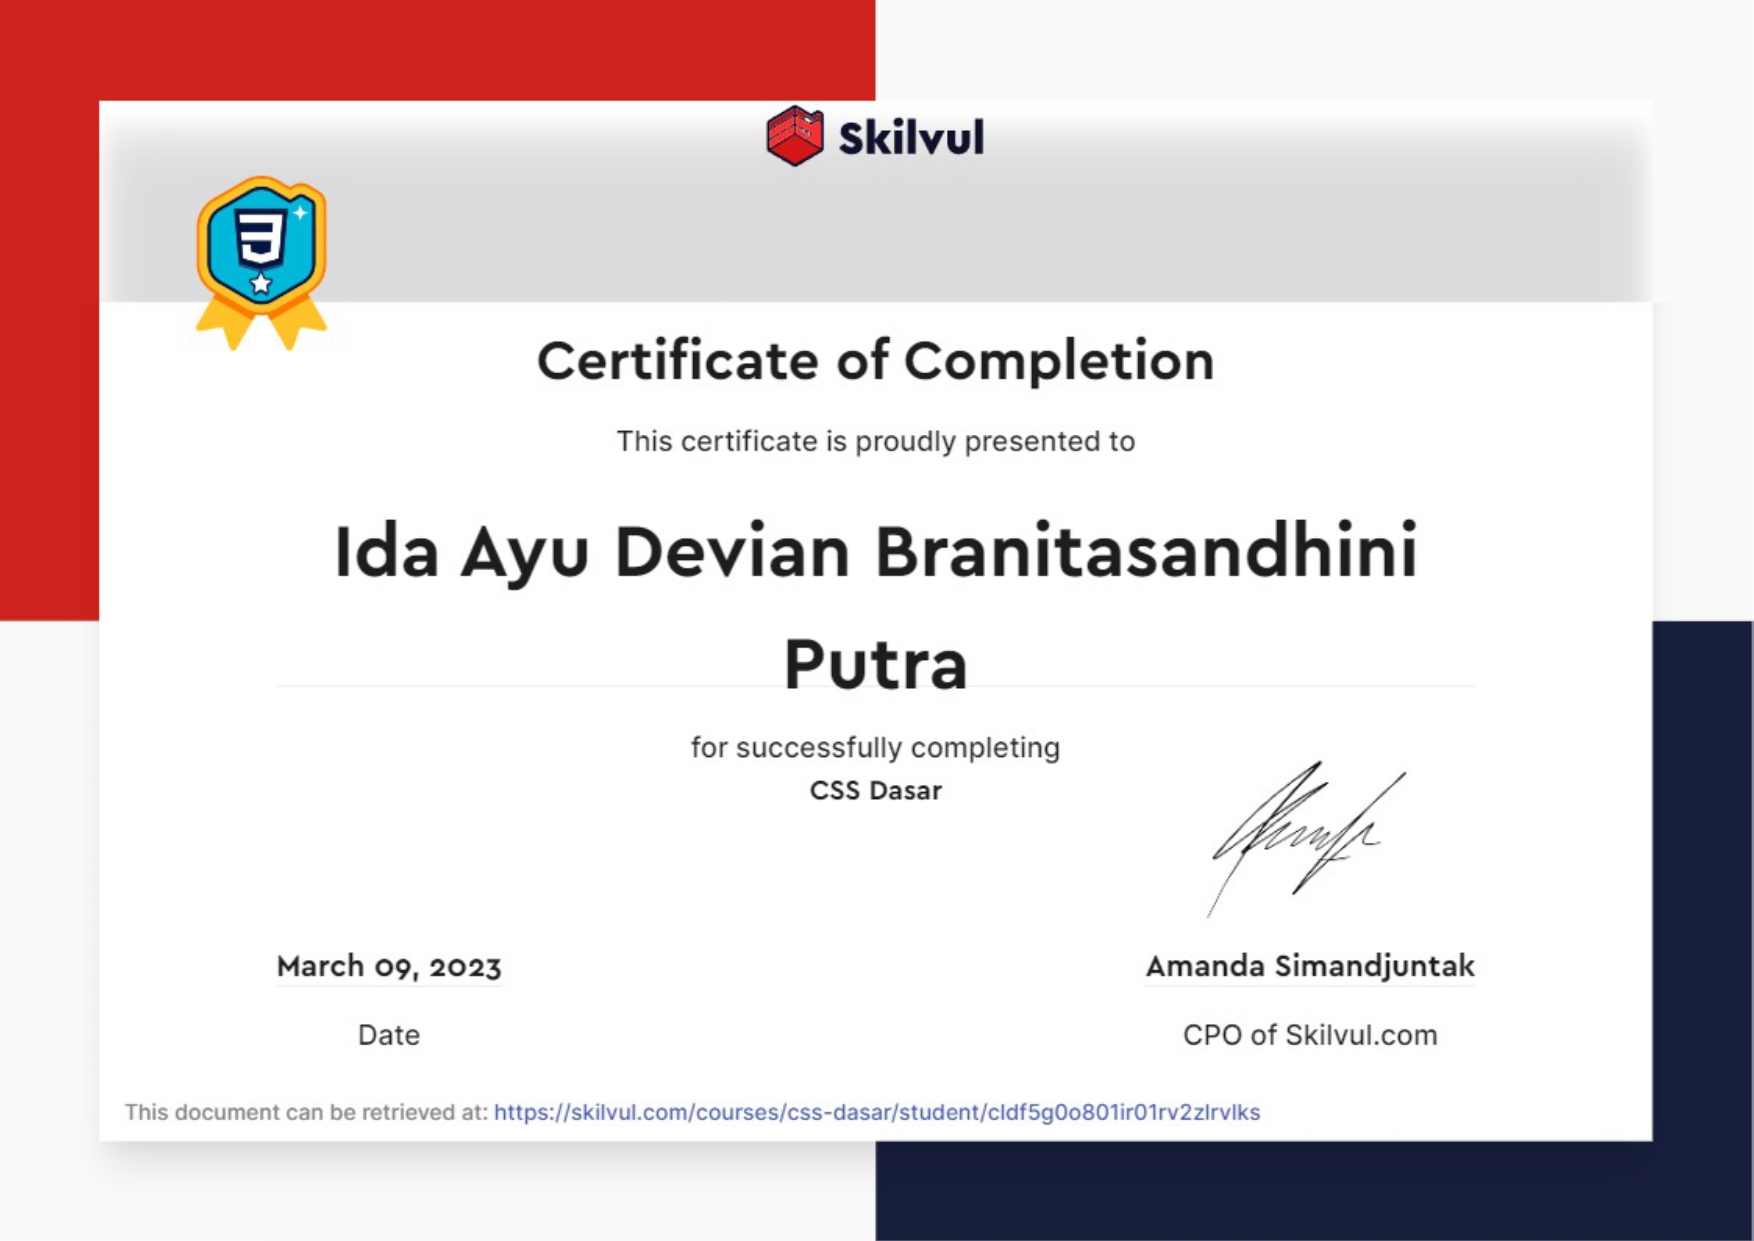 Skilvul
Certificate of Completion
This certificate is proudly presented to
Ida Ayu Devian Branitasandhini
Putra
for successfully completing
CSS Dasar
March 09, 2023
Amanda Simandjuntak
Date
CPO of Skilvul.com
This document can be retrieved at: https://skilvul.com/courses/css-dasar/student/cldf5g0o801ir01rv2zlrvlks